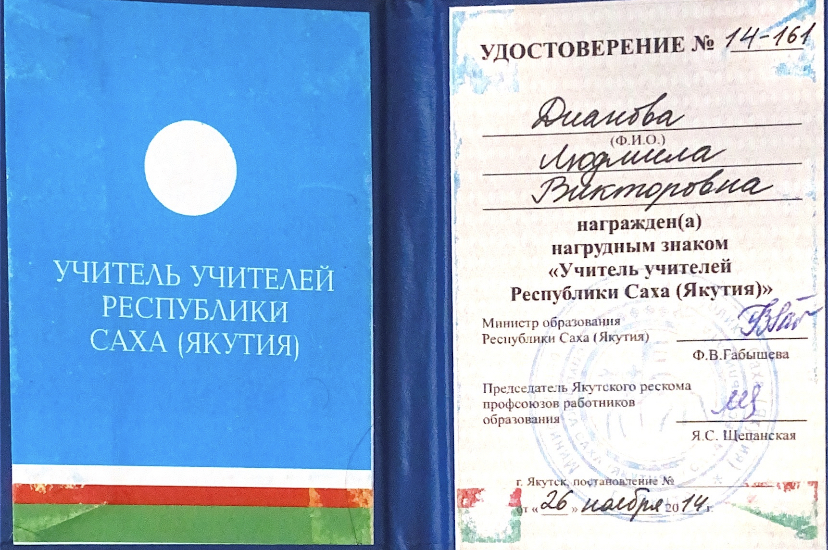 УЧИТЕЛЬ УЧИТЕЛЕЙ
РЕСПУБЛИКИ
САХА (ЯКУТИЯ)
УДОСТОВЕРЕНИЕ № 14-161
Дианова
(Ф.И.О.)
Людмила
Викторовна
награжден(а)
нагрудным знаком
«Учитель учителей
Республики Саха (Якутия)»
Министр образования
Республики Саха (Якутия)
Ф.В.Габышева
Председатель Якутского рескома
профсоюзов работников
образования
Я.С. Щепанская
г. Якутск, постановление №
от «26» ноября 2014 г.